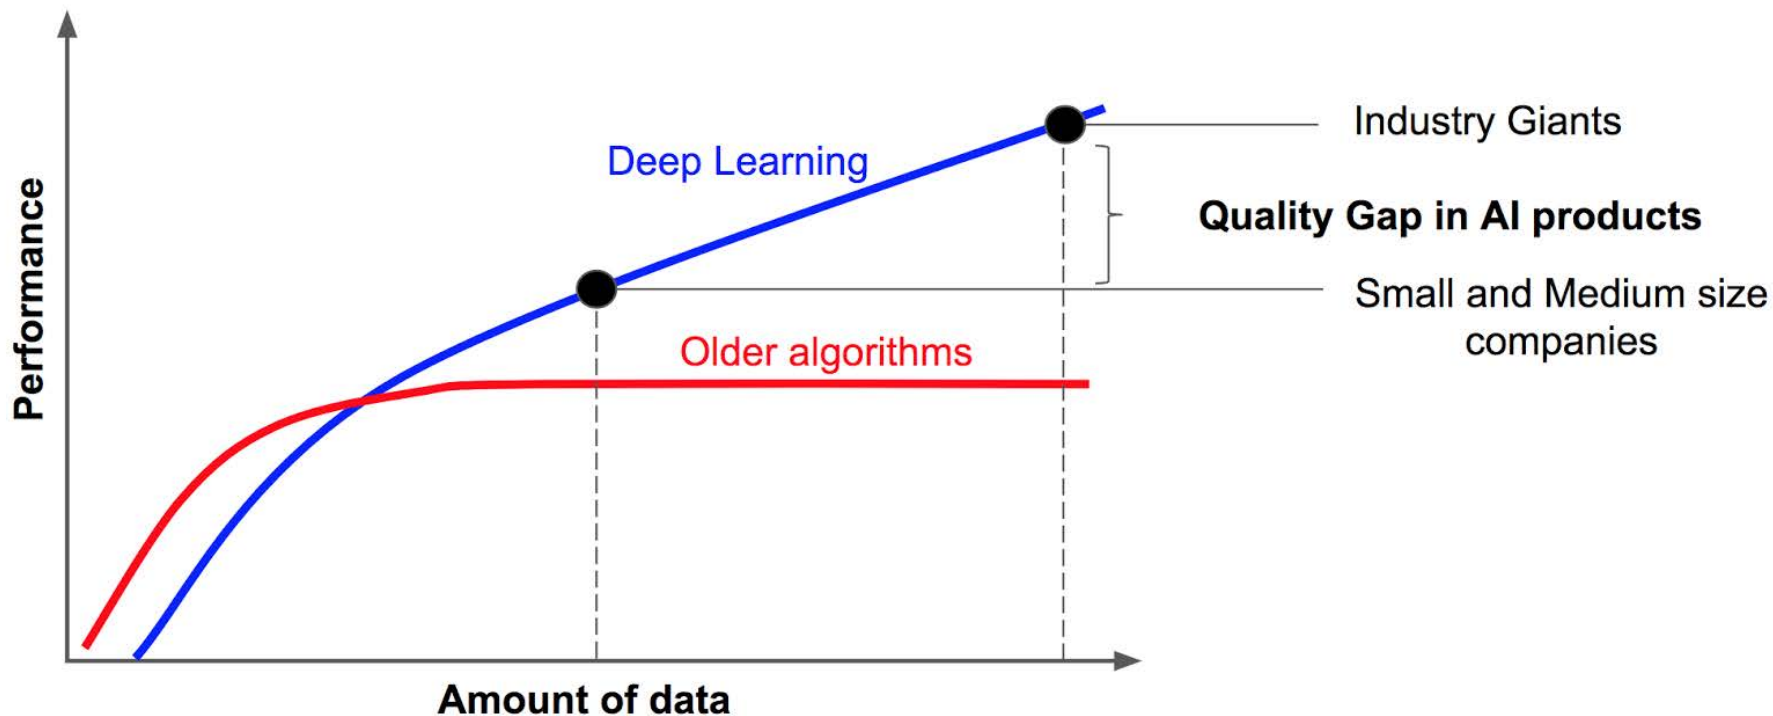 Industry Giants
Deep Learning
Quality Gap in AI products
Small and Medium size
companies
Older algorithms
Performance
Amount of data